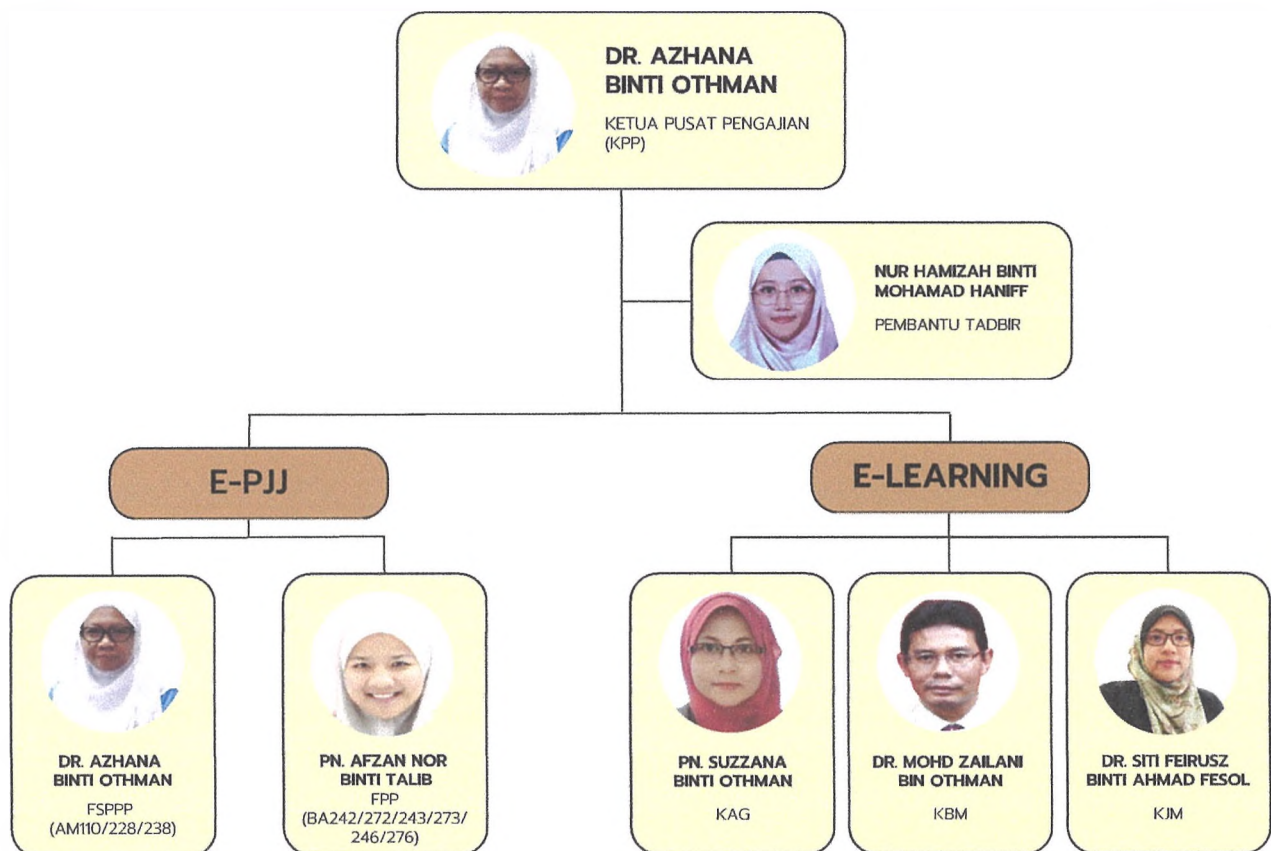 DR. AZHANA
BINTI OTHMAN
KETUA PUSAT PENGAJIAN
(KPP)
NUR HAMIZAH BINTI
MOHAMAD HANIFF
PEMBANTU TADBIR
E-PJJ
E-LEARNING
DR. AZHANA
BINTI OTHMAN
FSPPP
(AM110/228/238)
PN. AFZAN NOR
BINTI TALIB
FPP
(BA242/272/243/273/
246/276)
PN. SUZZANA
BINTI OTHMAN
KAG
DR. MOHD ZAILANI
BIN OTHMAN
KBM
DR. SITI FEIRUSZ
BINTI AHMAD FESOL
KJM